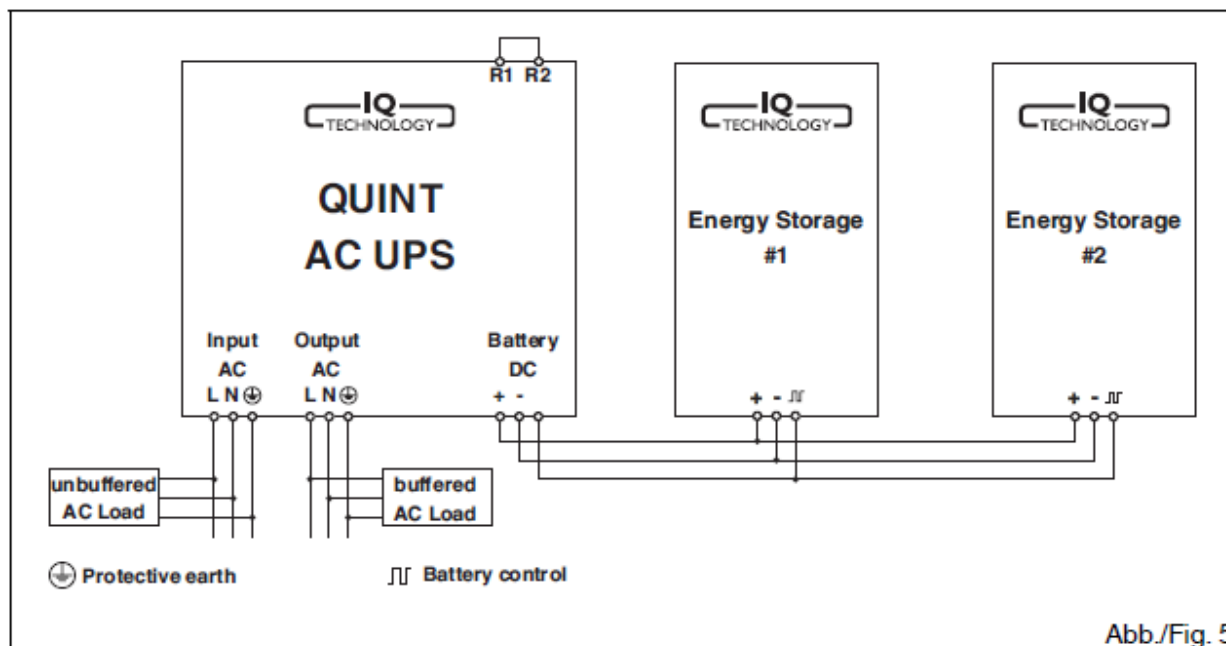 R1 R2
IQ
TECHNOLOGY
QUINT
AC UPS
Input
AC
L N
Output
AC
L N
Battery
DC
+ -
IQ
TECHNOLOGY
Energy Storage
#1
+ -
IQ
TECHNOLOGY
Energy Storage
#2
+ -
unbuffered
AC Load
buffered
AC Load
Protective earth
Battery control
Abb./Fig. 5